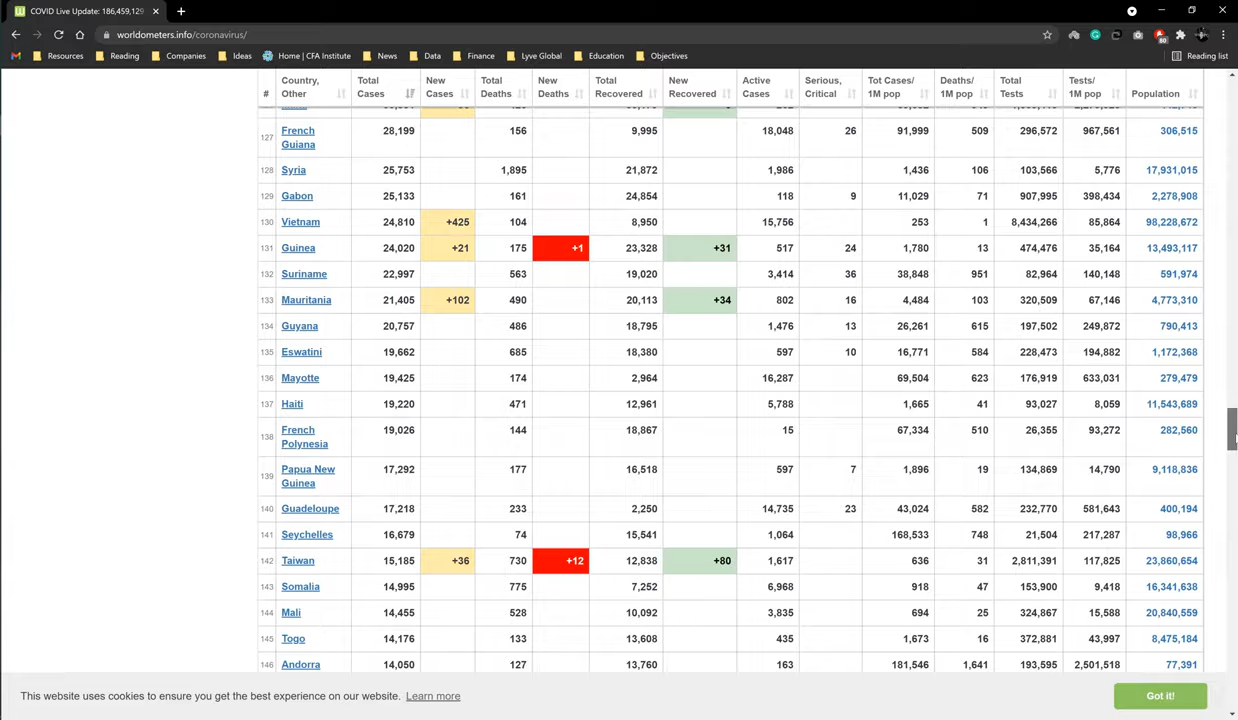 COVID Live Update: 186,459,129
worldometers.info/coronavirus/
80
Resources Reading Companies Ideas Home | CFA Institute News Data Finance Lyve Global Education Objectives Reading list
# Country, Other Total Cases New Cases Total Deaths New Deaths Total Recovered New Recovered Active Cases Serious, Critical Tot Cases/ 1M pop Deaths/ 1M pop Total Tests Tests/ 1M pop Population
127 French Guiana 28,199 156 9,995 18,048 26 91,999 509 296,572 967,561 306,515
128 Syria 25,753 1,895 21,872 1,986 1,436 106 103,566 5,776 17,931,015
129 Gabon 25,133 161 24,854 118 9 11,029 71 907,995 398,434 2,278,908
130 Vietnam 24,810 +425 104 8,950 15,756 253 1 8,434,266 85,864 98,228,672
131 Guinea 24,020 +21 175 +1 23,328 +31 517 24 1,780 13 474,476 35,164 13,493,117
132 Suriname 22,997 563 19,020 3,414 36 38,848 951 82,964 140,148 591,974
133 Mauritania 21,405 +102 490 20,113 +34 802 16 4,484 103 320,509 67,146 4,773,310
134 Guyana 20,757 486 18,795 1,476 13 26,261 615 197,502 249,872 790,413
135 Eswatini 19,662 685 18,380 597 10 16,771 584 228,473 194,882 1,172,368
136 Mayotte 19,425 174 2,964 16,287 69,504 623 176,919 633,031 279,479
137 Haiti 19,220 471 12,961 5,788 1,665 41 93,027 8,059 11,543,689
138 French Polynesia 19,026 144 18,867 15 67,334 510 26,355 93,272 282,560
139 Papua New Guinea 17,292 177 16,518 597 7 1,896 19 134,869 14,790 9,118,836
140 Guadeloupe 17,218 233 2,250 14,735 23 43,024 582 232,770 581,643 400,194
141 Seychelles 16,679 74 15,541 1,064 168,533 748 21,504 217,287 98,966
142 Taiwan 15,185 +36 730 +12 12,838 +80 1,617 636 31 2,811,391 117,825 23,860,654
143 Somalia 14,995 775 7,252 6,968 918 47 153,900 9,418 16,341,638
144 Mali 14,455 528 10,092 3,835 694 25 324,867 15,588 20,840,559
145 Togo 14,176 133 13,608 435 1,673 16 372,881 43,997 8,475,184
146 Andorra 14,050 127 13,760 163 181,546 1,641 193,595 2,501,518 77,391
This website uses cookies to ensure you get the best experience on our website. Learn more Got it!